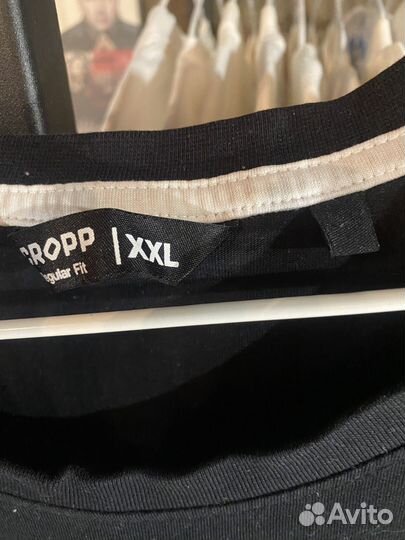 CROPP | XXL
Regular Fit
Avito